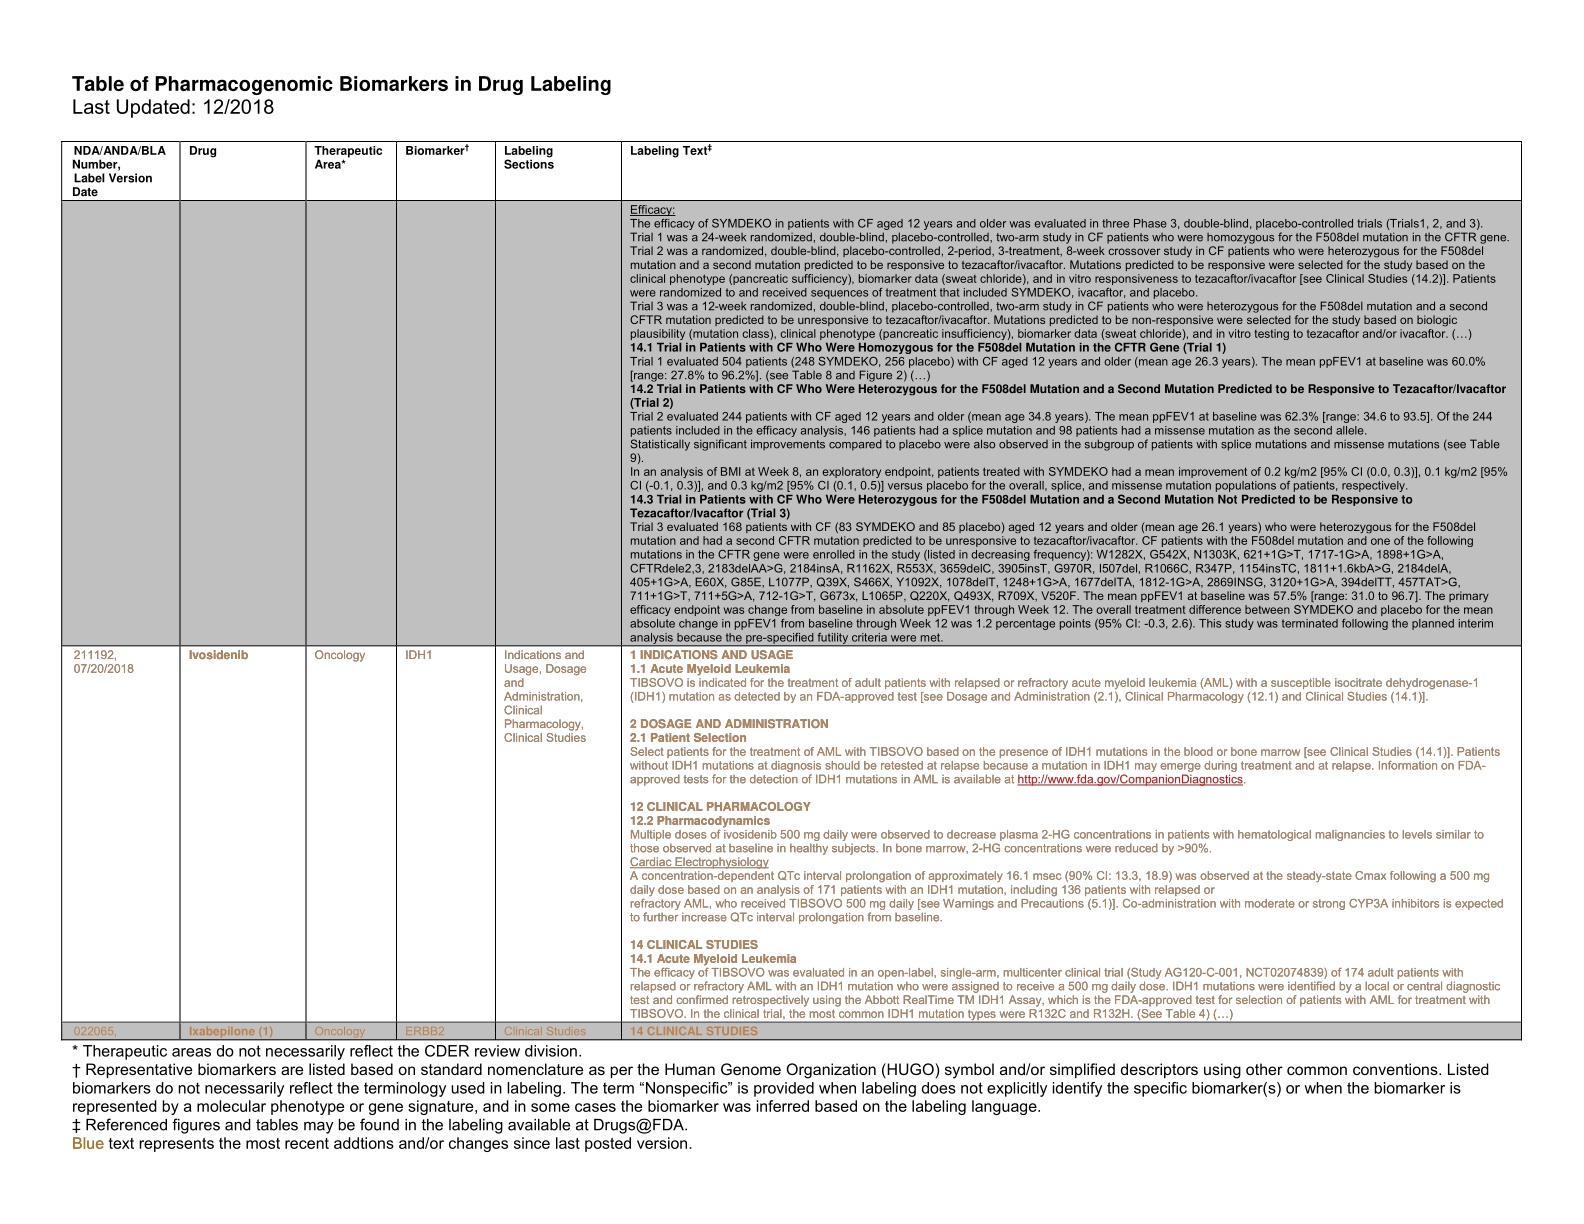 Table of Pharmacogenomic Biomarkers in Drug Labeling
Last Updated: 12/2018
NDA/ANDA/BLA
Number,
Label Version
Date
Drug
Therapeutic
Area*
Biomarker†
Labeling
Sections
Labeling Text‡
Efficacy:
The efficacy of SYMDEKO in patients with CF aged 12 years and older was evaluated in three Phase 3, double-blind, placebo-controlled trials (Trials1, 2, and 3).
Trial 1 was a 24-week randomized, double-blind, placebo-controlled, two-arm study in CF patients who were homozygous for the F508del mutation in the CFTR gene.
Trial 2 was a randomized, double-blind, placebo-controlled, 2-period, 3-treatment, 8-week crossover study in CF patients who were heterozygous for the F508del
mutation and a second mutation predicted to be responsive to tezacaftor/ivacaftor. Mutations predicted to be responsive were selected for the study based on the
clinical phenotype (pancreatic sufficiency), biomarker data (sweat chloride), and in vitro responsiveness to tezacaftor/ivacaftor [see Clinical Studies (14.2)]. Patients
were randomized to and received sequences of treatment that included SYMDEKO, ivacaftor, and placebo.
Trial 3 was a 12-week randomized, double-blind, placebo-controlled, two-arm study in CF patients who were heterozygous for the F508del mutation and a second
CFTR mutation predicted to be unresponsive to tezacaftor/ivacaftor. Mutations predicted to be non-responsive were selected for the study based on biologic
plausibility (mutation class), clinical phenotype (pancreatic insufficiency), biomarker data (sweat chloride), and in vitro testing to tezacaftor and/or ivacaftor. (…)
14.1 Trial in Patients with CF Who Were Homozygous for the F508del Mutation in the CFTR Gene (Trial 1)
Trial 1 evaluated 504 patients (248 SYMDEKO, 256 placebo) with CF aged 12 years and older (mean age 26.3 years). The mean ppFEV1 at baseline was 60.0%
[range: 27.8% to 96.2%]. (see Table 8 and Figure 2) (…)
14.2 Trial in Patients with CF Who Were Heterozygous for the F508del Mutation and a Second Mutation Predicted to be Responsive to Tezacaftor/Ivacaftor
(Trial 2)
Trial 2 evaluated 244 patients with CF aged 12 years and older (mean age 34.8 years). The mean ppFEV1 at baseline was 62.3% [range: 34.6 to 93.5]. Of the 244
patients included in the efficacy analysis, 146 patients had a splice mutation and 98 patients had a missense mutation as the second allele.
Statistically significant improvements compared to placebo were also observed in the subgroup of patients with splice mutations and missense mutations (see Table
9).
In an analysis of BMI at Week 8, an exploratory endpoint, patients treated with SYMDEKO had a mean improvement of 0.2 kg/m2 [95% CI (0.0, 0.3)], 0.1 kg/m2 [95%
CI (-0.1, 0.3)], and 0.3 kg/m2 [95% CI (0.1, 0.5)] versus placebo for the overall, splice, and missense mutation populations of patients, respectively.
14.3 Trial in Patients with CF Who Were Heterozygous for the F508del Mutation and a Second Mutation Not Predicted to be Responsive to
Tezacaftor/Ivacaftor (Trial 3)
Trial 3 evaluated 168 patients with CF (83 SYMDEKO and 85 placebo) aged 12 years and older (mean age 26.1 years) who were heterozygous for the F508del
mutation and had a second CFTR mutation predicted to be unresponsive to tezacaftor/ivacaftor. CF patients with the F508del mutation and one of the following
mutations in the CFTR gene were enrolled in the study (listed in decreasing frequency): W1282X, G542X, N1303K, 621+1G>T, 1717-1G>A, 1898+1G>A,
CFTRdele2,3, 2183delAA>G, 2184insA, R1162X, R553X, 3659delC, 3905insT, G970R, I507del, R1066C, R347P, 1154insTC, 1811+1.6kbA>G, 2184delA,
405+1G>A, E60X, G85E, L1077P, Q39X, S466X, Y1092X, 1078delT, 1248+1G>A, 1677delTA, 1812-1G>A, 2869INSG, 3120+1G>A, 394delTT, 457TAT>G,
711+1G>T, 711+5G>A, 712-1G>T, G673x, L1065P, Q220X, Q493X, R709X, V520F. The mean ppFEV1 at baseline was 57.5% [range: 31.0 to 96.7]. The primary
efficacy endpoint was change from baseline in absolute ppFEV1 through Week 12. The overall treatment difference between SYMDEKO and placebo for the mean
absolute change in ppFEV1 from baseline through Week 12 was 1.2 percentage points (95% CI: -0.3, 2.6). This study was terminated following the planned interim
analysis because the pre-specified futility criteria were met.
211192,
07/20/2018
Ivosidenib
Oncology
IDH1
Indications and
Usage, Dosage
and
Administration,
Clinical
Pharmacology,
Clinical Studies
1 INDICATIONS AND USAGE
1.1 Acute Myeloid Leukemia
TIBSOVO is indicated for the treatment of adult patients with relapsed or refractory acute myeloid leukemia (AML) with a susceptible isocitrate dehydrogenase-1
(IDH1) mutation as detected by an FDA-approved test [see Dosage and Administration (2.1), Clinical Pharmacology (12.1) and Clinical Studies (14.1)].
2 DOSAGE AND ADMINISTRATION
2.1 Patient Selection
Select patients for the treatment of AML with TIBSOVO based on the presence of IDH1 mutations in the blood or bone marrow [see Clinical Studies (14.1)]. Patients
without IDH1 mutations at diagnosis should be retested at relapse because a mutation in IDH1 may emerge during treatment and at relapse. Information on FDA-
approved tests for the detection of IDH1 mutations in AML is available at http://www.fda.gov/CompanionDiagnostics.
12 CLINICAL PHARMACOLOGY
12.2 Pharmacodynamics
Multiple doses of ivosidenib 500 mg daily were observed to decrease plasma 2-HG concentrations in patients with hematological malignancies to levels similar to
those observed at baseline in healthy subjects. In bone marrow, 2-HG concentrations were reduced by >90%.
Cardiac Electrophysiology
A concentration-dependent QTc interval prolongation of approximately 16.1 msec (90% CI: 13.3, 18.9) was observed at the steady-state Cmax following a 500 mg
daily dose based on an analysis of 171 patients with an IDH1 mutation, including 136 patients with relapsed or
refractory AML, who received TIBSOVO 500 mg daily [see Warnings and Precautions (5.1)]. Co-administration with moderate or strong CYP3A inhibitors is expected
to further increase QTc interval prolongation from baseline.
14 CLINICAL STUDIES
14.1 Acute Myeloid Leukemia
The efficacy of TIBSOVO was evaluated in an open-label, single-arm, multicenter clinical trial (Study AG120-C-001, NCT02074839) of 174 adult patients with
relapsed or refractory AML with an IDH1 mutation who were assigned to receive a 500 mg daily dose. IDH1 mutations were identified by a local or central diagnostic
test and confirmed retrospectively using the Abbott RealTime TM IDH1 Assay, which is the FDA-approved test for selection of patients with AML for treatment with
TIBSOVO. In the clinical trial, the most common IDH1 mutation types were R132C and R132H. (See Table 4) (…)
022065,
Ixabepilone (1)
Oncology
ERBB2
Clinical Studies
14 CLINICAL STUDIES
* Therapeutic areas do not necessarily reflect the CDER review division.
† Representative biomarkers are listed based on standard nomenclature as per the Human Genome Organization (HUGO) symbol and/or simplified descriptors using other common conventions. Listed
biomarkers do not necessarily reflect the terminology used in labeling. The term “Nonspecific” is provided when labeling does not explicitly identify the specific biomarker(s) or when the biomarker is
represented by a molecular phenotype or gene signature, and in some cases the biomarker was inferred based on the labeling language.
‡ Referenced figures and tables may be found in the labeling available at Drugs@FDA.
Blue text represents the most recent addtions and/or changes since last posted version.